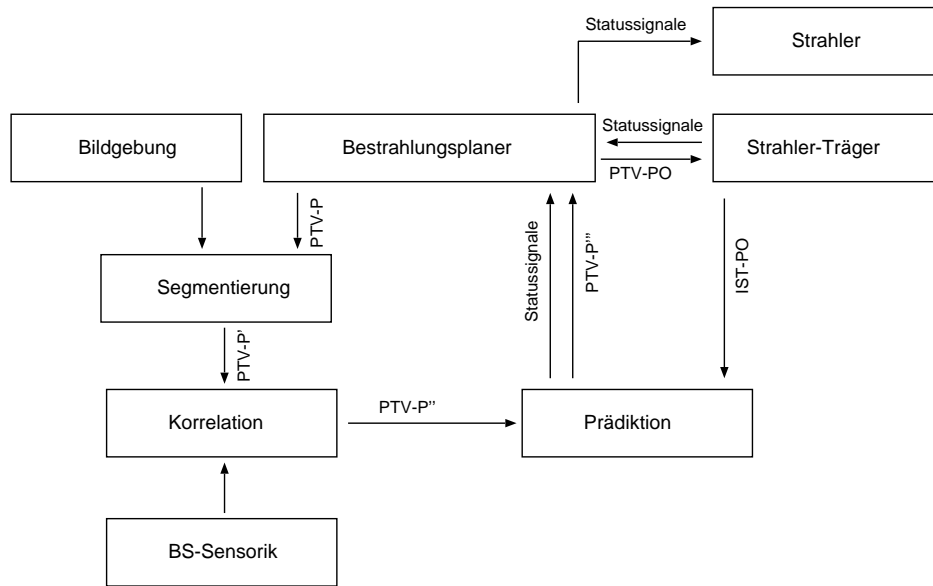 Statussignale
Strahler
Bildgebung
Bestrahlungsplaner
Statussignale
PTV-PO
Strahler-Träger
PTV-P
Statussignale
PTV-P'''
IST-PO
Segmentierung
PTV-P'
Korrelation
PTV-P''
Prädiktion
BS-Sensorik